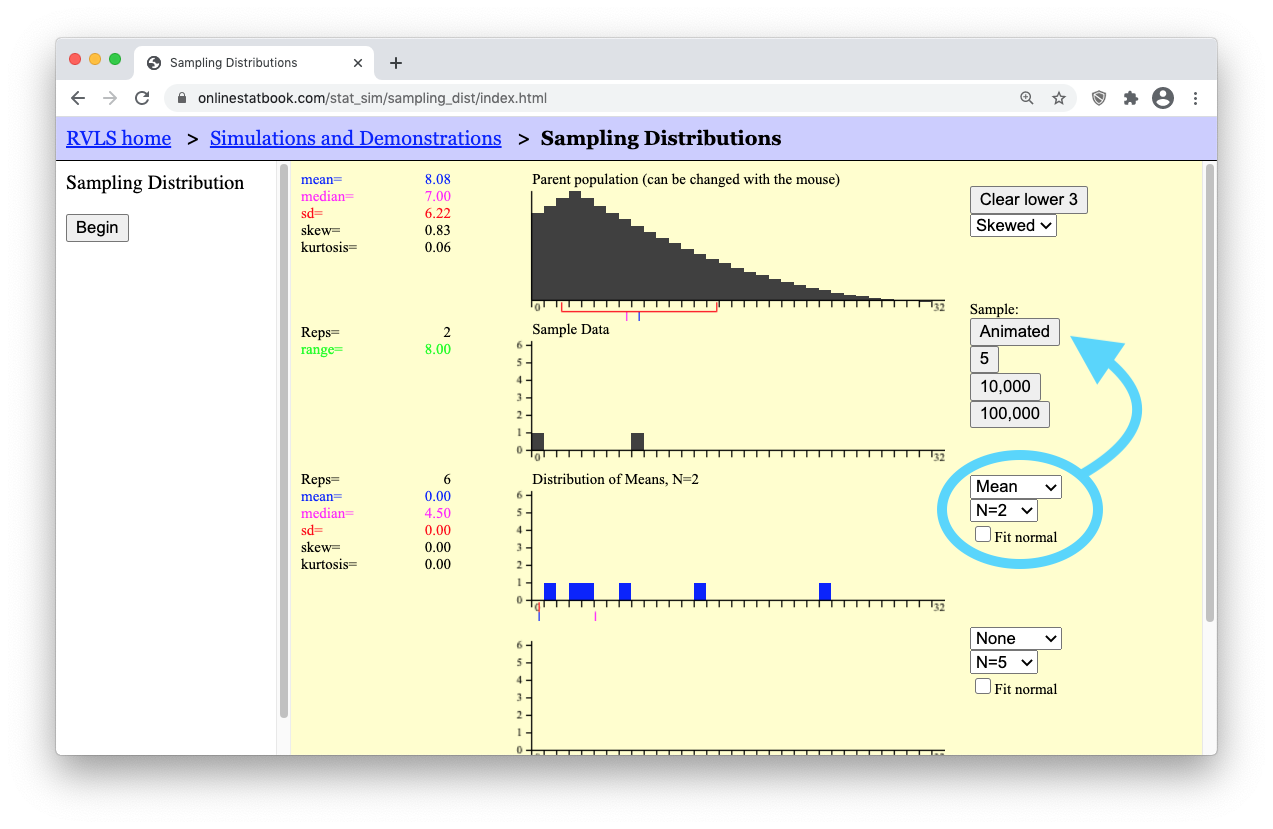 Sampling Distributions
onlinestatbook.com/stat_sim/sampling_dist/index.html
RVLS home > Simulations and Demonstrations > Sampling Distributions
Sampling Distribution
Begin
mean= 8.08
median= 7.00
sd= 6.22
skew= 0.83
kurtosis= 0.06
Parent population (can be changed with the mouse)
0 32
Clear lower 3
Skewed
Reps= 2
range= 8.00
Sample Data
6
5
4
3
2
1
0
0 32
Sample:
Animated
5
10,000
100,000
Reps= 6
mean= 0.00
median= 4.50
sd= 0.00
skew= 0.00
kurtosis= 0.00
Distribution of Means, N=2
6
5
4
3
2
1
0
0 32
Mean
N=2
Fit normal
6
5
4
3
2
1
0
None
N=5
Fit normal